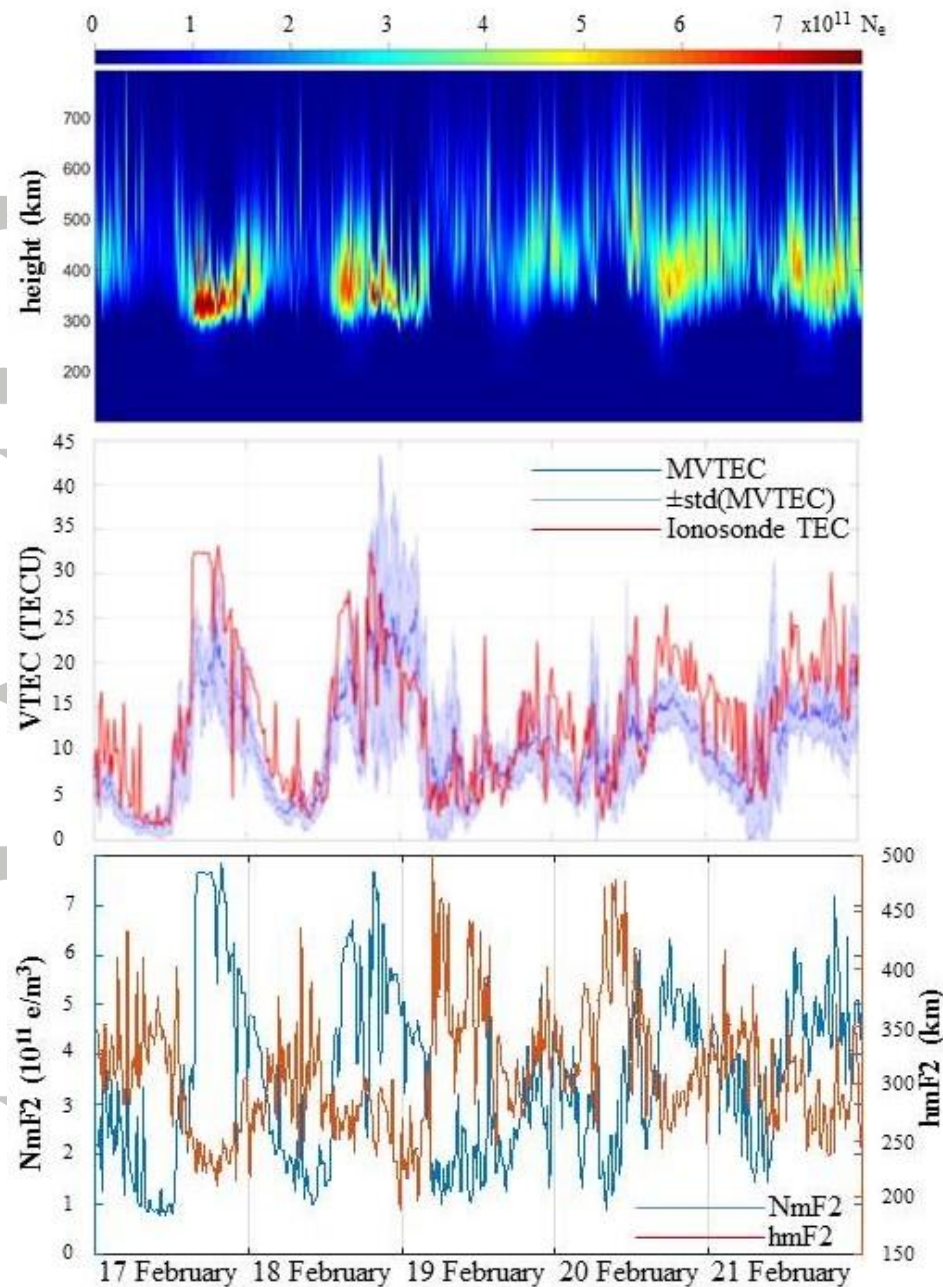 0 1 2 3 4 5 6 7 x10¹¹ Nₑ
height (km)
700
600
500
400
300
200
VTEC (TECU)
45
40
35
30
25
20
15
10
5
0
MVTEC
±std(MVTEC)
Ionosonde TEC
NmF2 (10¹¹ e/m³)
7
6
5
4
3
2
1
0
500
450
400
350
300
250
200
150
hmF2 (km)
NmF2
hmF2
17 February 18 February 19 February 20 February 21 February